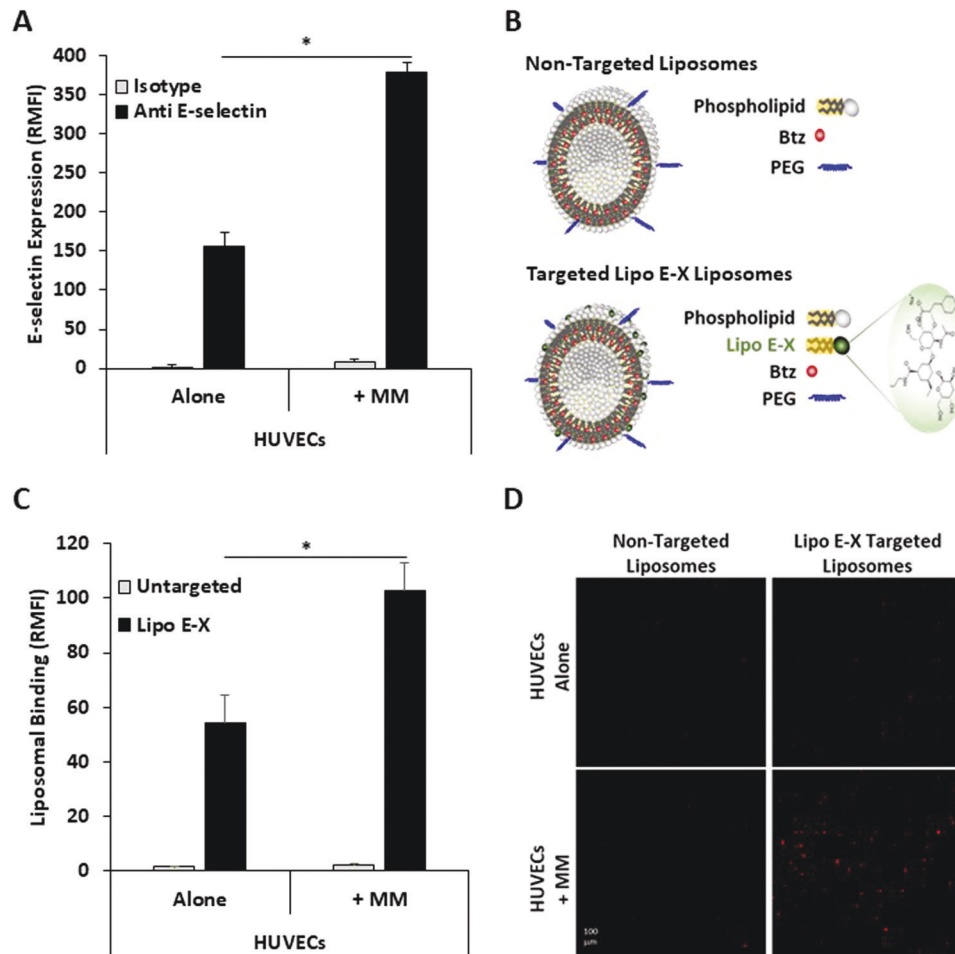 A
*
400
350
300
250
200
150
100
50
0
E-selectin Expression (RMFI)
Isotype
Anti E-selectin
Alone
+ MM
HUVECs
B
Non-Targeted Liposomes
Phospholipid
Btz
PEG
Targeted Lipo E-X Liposomes
Phospholipid
Lipo E-X
Btz
PEG
C
*
120
100
80
60
40
20
0
Liposomal Binding (RMFI)
Untargeted
Lipo E-X
Alone
+ MM
HUVECs
D
Non-Targeted
Liposomes
Lipo E-X Targeted
Liposomes
HUVECs
Alone
HUVECs
+ MM
100
µm